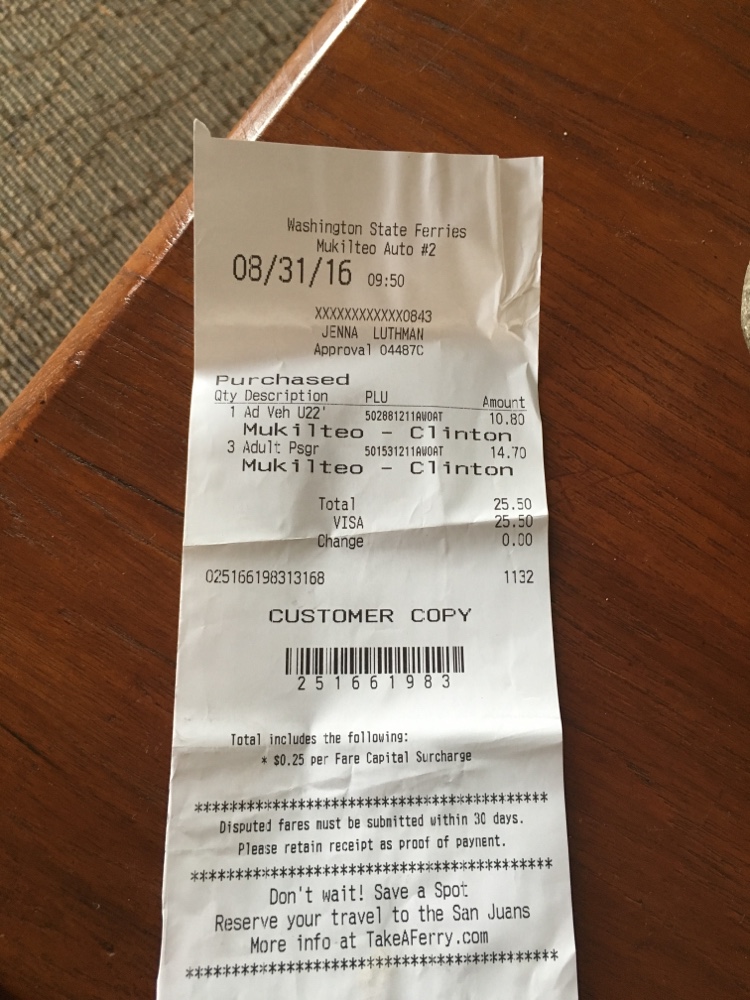 Washington State Ferries
Mukilteo Auto #2
08/31/16 09:50
XXXXXXXXXXXX0843
JENNA LUTHMAN
Approval 04487C
Purchased
Qty Description PLU Amount
1 Ad Veh U22' 502881211AWOAT 10.80
Mukilteo - Clinton
3 Adult Psgr 501531211AWOAT 14.70
Mukilteo - Clinton
Total 25.50
VISA 25.50
Change 0.00
025166198313168 1132
CUSTOMER COPY
251661983
Total includes the following:
* $0.25 per Fare Capital Surcharge
****************************************
Disputed fares must be submitted within 30 days.
Please retain receipt as proof of payment.
****************************************
Don't wait! Save a Spot
Reserve your travel to the San Juans
More info at TakeAFerry.com
****************************************